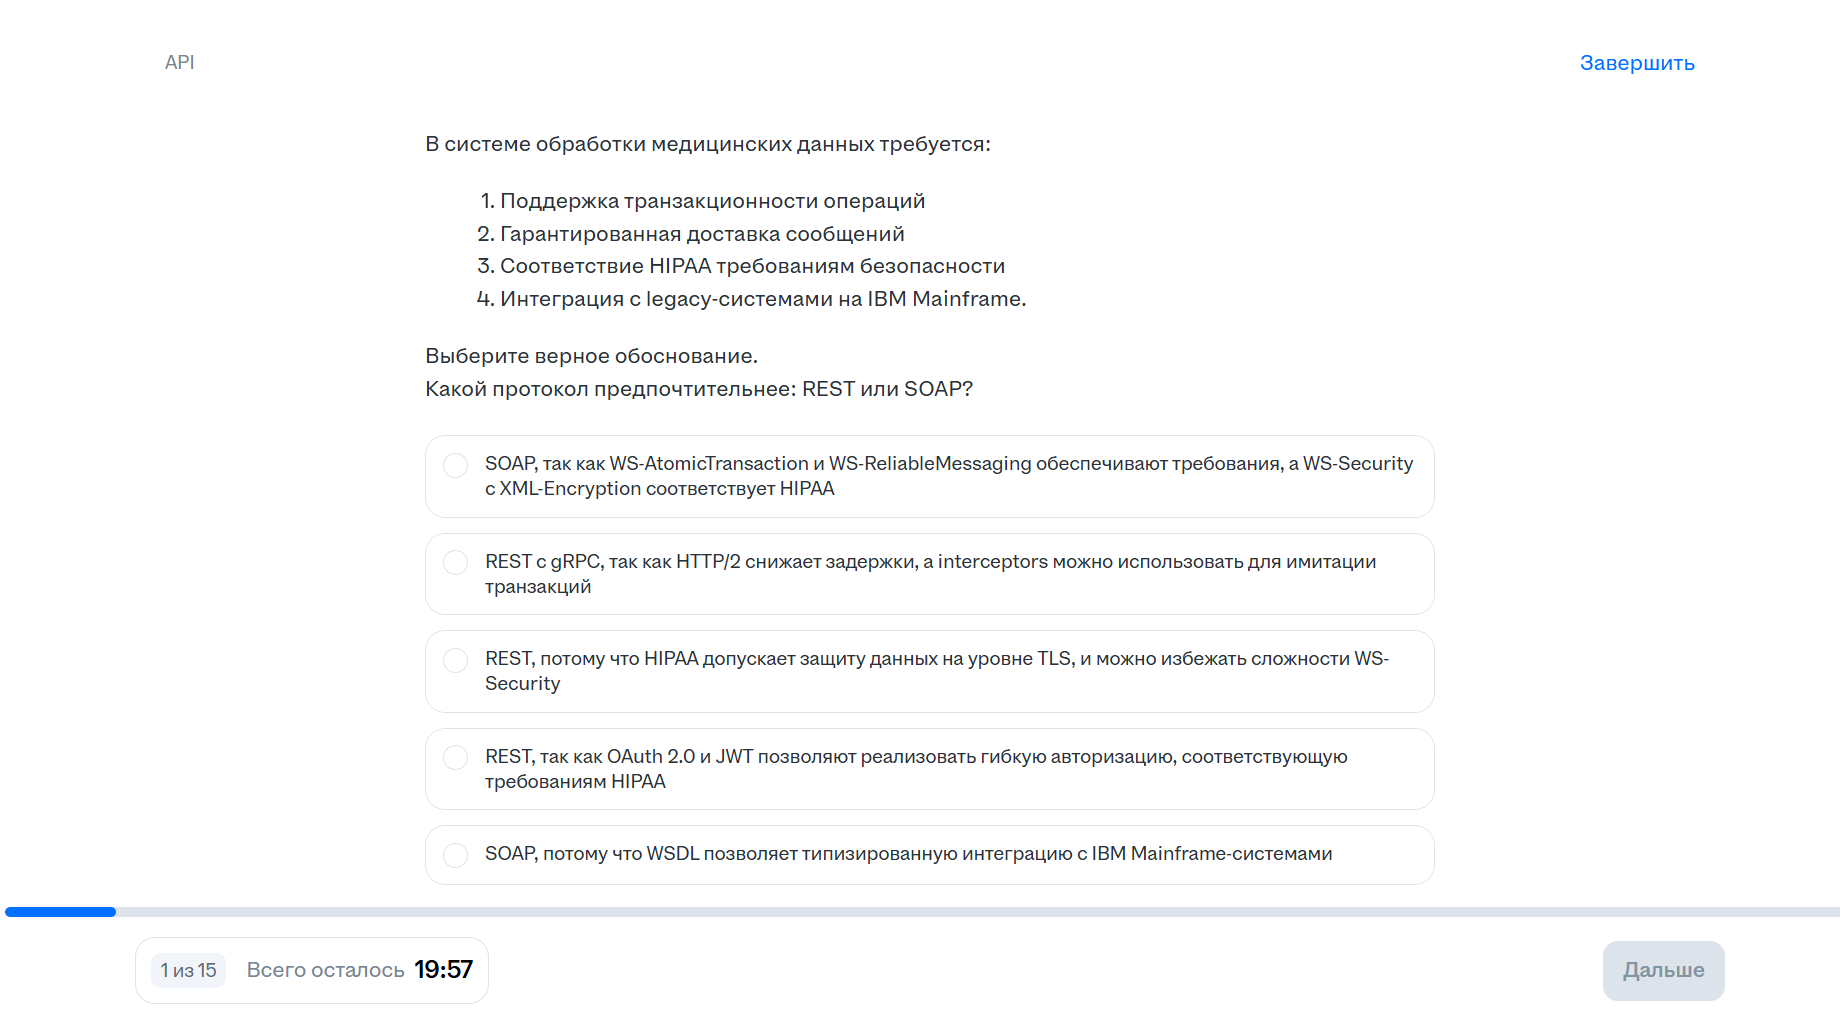 API
Завершить
В системе обработки медицинских данных требуется:
1. Поддержка транзакционности операций
2. Гарантированная доставка сообщений
3. Соответствие HIPAA требованиям безопасности
4. Интеграция с legacy-системами на IBM Mainframe.
Выберите верное обоснование.
Какой протокол предпочтительнее: REST или SOAP?
SOAP, так как WS-AtomicTransaction и WS-ReliableMessaging обеспечивают требования, а WS-Security
с XML-Encryption соответствует HIPAA
REST с gRPC, так как HTTP/2 снижает задержки, а interceptors можно использовать для имитации
транзакций
REST, потому что HIPAA допускает защиту данных на уровне TLS, и можно избежать сложности WS-
Security
REST, так как OAuth 2.0 и JWT позволяют реализовать гибкую авторизацию, соответствующую
требованиям HIPAA
SOAP, потому что WSDL позволяет типизированную интеграцию с IBM Mainframe-системами
1 из 15 Всего осталось 19:57
Дальше